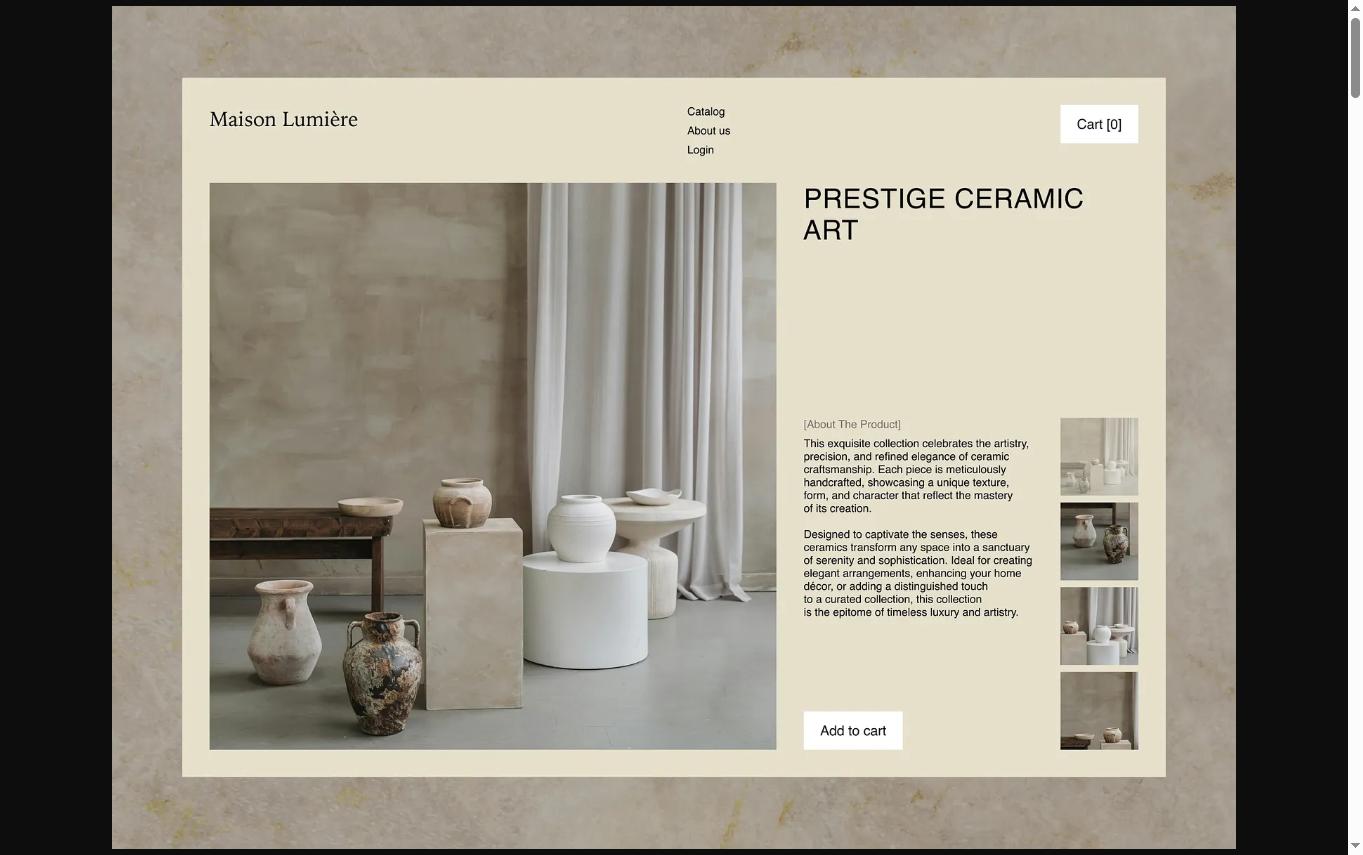 Maison Lumière
Catalog
About us
Login
Cart [0]
PRESTIGE CERAMIC
ART
[About The Product]
This exquisite collection celebrates the artistry,
precision, and refined elegance of ceramic
craftsmanship. Each piece is meticulously
handcrafted, showcasing a unique texture,
form, and character that reflect the mastery
of its creation.
Designed to captivate the senses, these
ceramics transform any space into a sanctuary
of serenity and sophistication. Ideal for creating
elegant arrangements, enhancing your home
décor, or adding a distinguished touch
to a curated collection, this collection
is the epitome of timeless luxury and artistry.
Add to cart